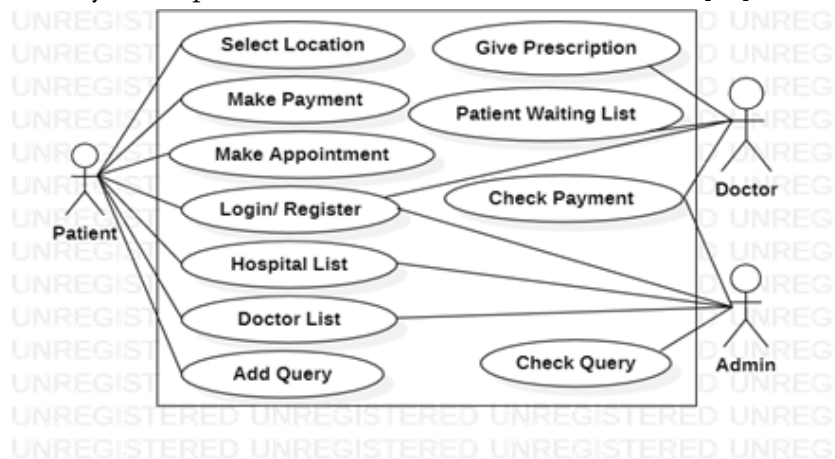 Select Location
Give Prescription
Make Payment
Patient Waiting List
Make Appointment
Doctor
Check Payment
Login/ Register
Patient
Hospital List
Doctor List
Check Query
Admin
Add Query
UNREGISTERED UNREGISTERED UNREGISTERED UNREG
UNREGISTERED UNREGISTERED UNREGISTERED UNREG